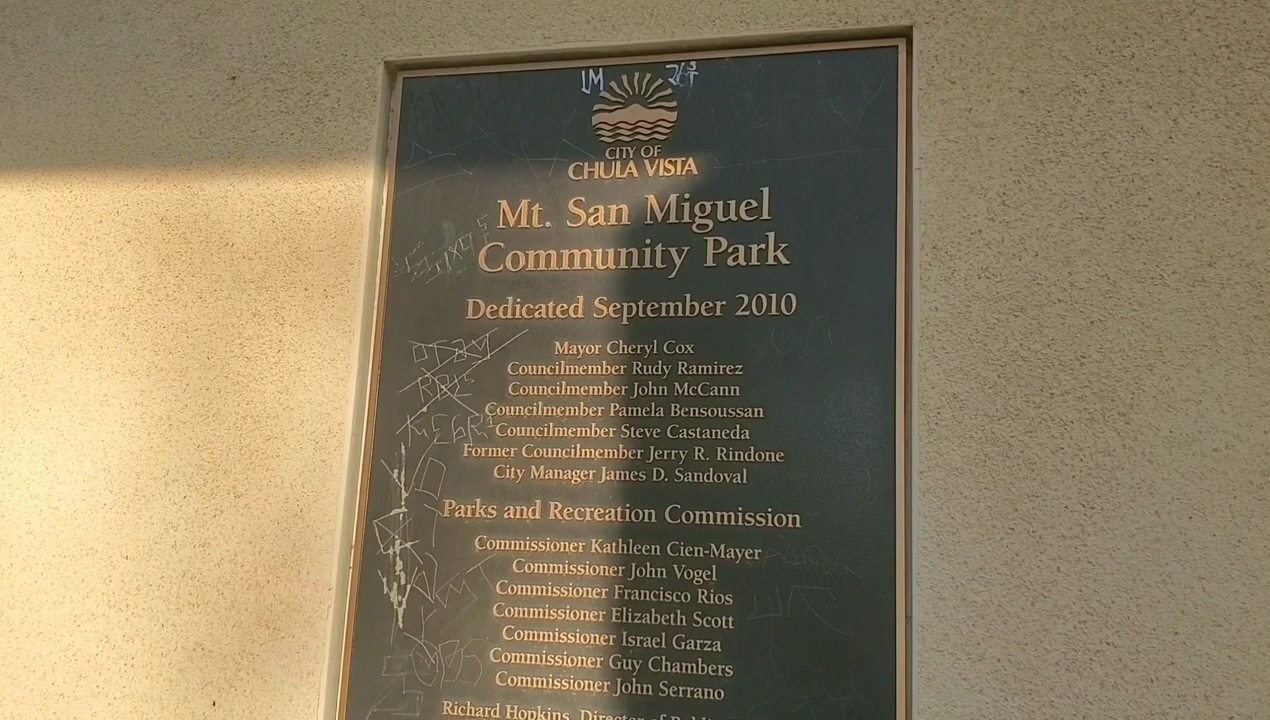 CITY OF
CHULA VISTA
Mt. San Miguel
Community Park
Dedicated September 2010
Mayor Cheryl Cox
Councilmember Rudy Ramirez
Councilmember John McCann
Councilmember Pamela Bensoussan
Councilmember Steve Castaneda
Former Councilmember Jerry R. Rindone
City Manager James D. Sandoval
Parks and Recreation Commission
Commissioner Kathleen Cien-Mayer
Commissioner John Vogel
Commissioner Francisco Rios
Commissioner Elizabeth Scott
Commissioner Israel Garza
Commissioner Guy Chambers
Commissioner John Serrano
Richard Hopkins, Director of
OTAY